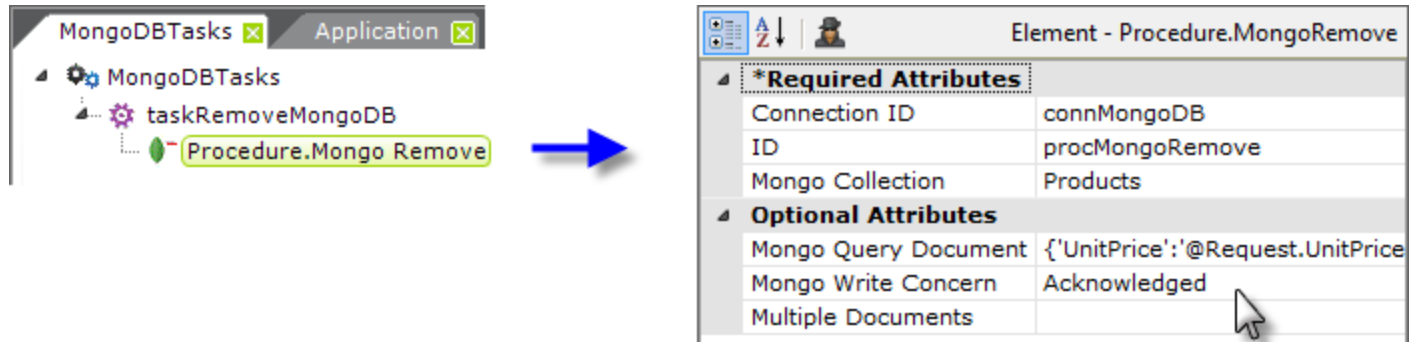 MongoDBTasks
Application
MongoDBTasks
taskRemoveMongoDB
Procedure.Mongo Remove
A Z
Element - Procedure.MongoRemove
*Required Attributes
Connection ID connMongoDB
ID procMongoRemove
Mongo Collection Products
Optional Attributes
Mongo Query Document {'UnitPrice':'@Request.UnitPrice
Mongo Write Concern Acknowledged
Multiple Documents